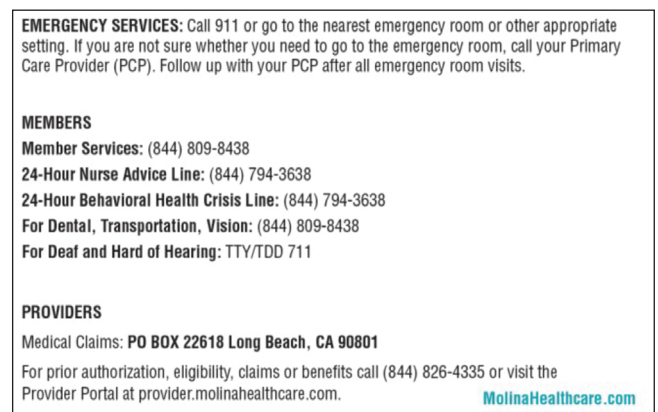 EMERGENCY SERVICES: Call 911 or go to the nearest emergency room or other appropriate
setting. If you are not sure whether you need to go to the emergency room, call your Primary
Care Provider (PCP). Follow up with your PCP after all emergency room visits.
MEMBERS
Member Services: (844) 809-8438
24-Hour Nurse Advice Line: (844) 794-3638
24-Hour Behavioral Health Crisis Line: (844) 794-3638
For Dental, Transportation, Vision: (844) 809-8438
For Deaf and Hard of Hearing: TTY/TDD 711
PROVIDERS
Medical Claims: PO BOX 22618 Long Beach, CA 90801
For prior authorization, eligibility, claims or benefits call (844) 826-4335 or visit the
Provider Portal at provider.molinahealthcare.com.
MolinaHealthcare.com